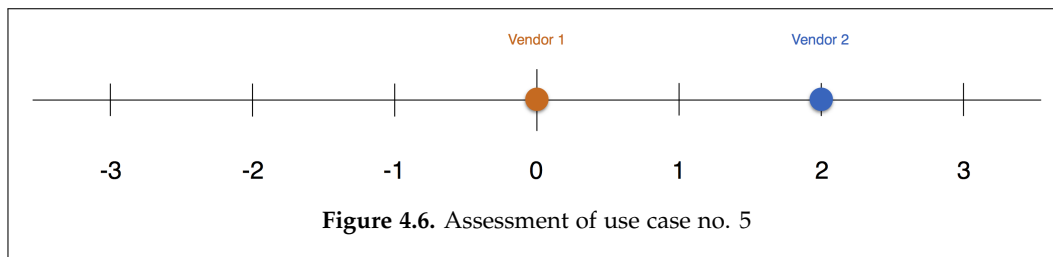 Vendor 1 Vendor 2
-3 -2 -1 0 1 2 3
Figure 4.6. Assessment of use case no. 5